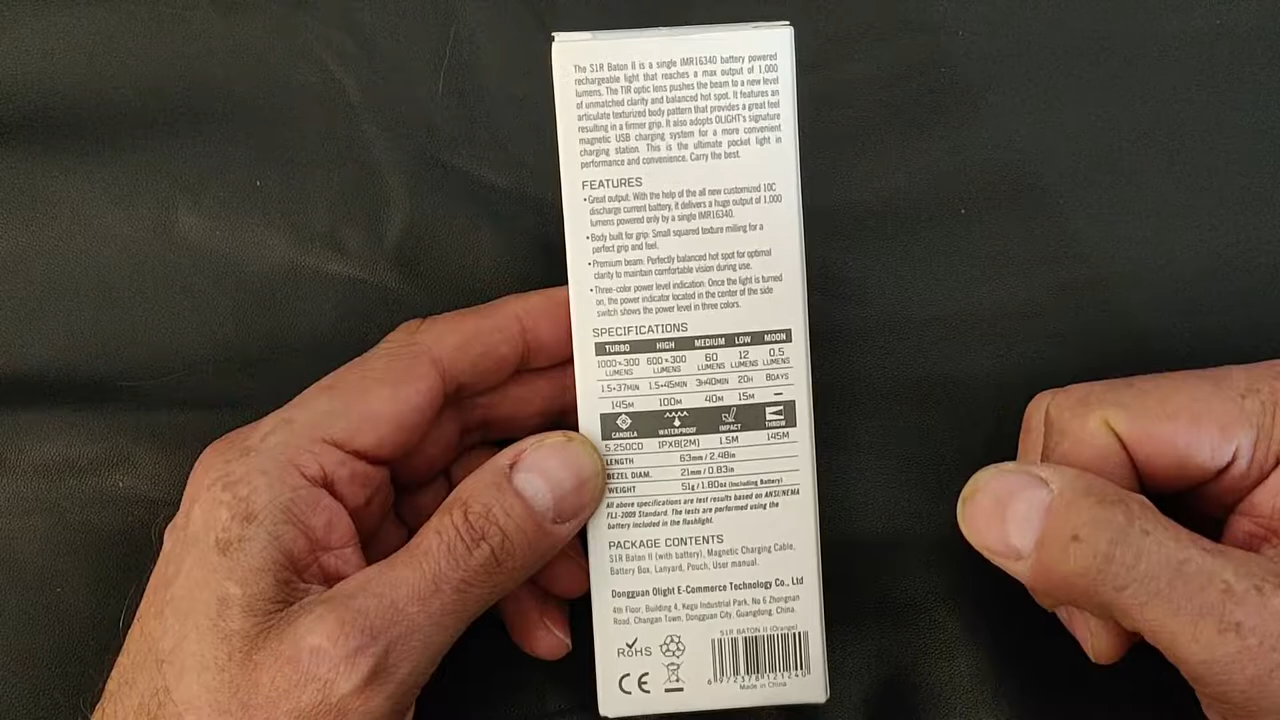 The S1R Baton II is a single IMR16340 battery powered
rechargeable light that reaches a max output of 1,000
lumens. The TIR optic lens pushes the beam to a new level
of unmatched clarity and balanced hot spot. It features an
articulate texturized body pattern that provides a great feel
resulting in a firmer grip. It also adopts OLIGHT's signature
magnetic USB charging system for a more convenient
charging station. This is the ultimate pocket light in
performance and convenience. Carry the best.
FEATURES
•Great output: With the help of the all new customized 10C
discharge current battery, it delivers a huge output of 1,000
lumens powered only by a single IMR16340.
•Body built for grip: Small squared texture milling for a
perfect grip and feel.
•Premium beam: Perfectly balanced hot spot for optimal
clarity to maintain comfortable vision during use.
•Three-color power level indication: Once the light is turned
on, the power indicator located in the center of the side
switch shows the power level in three colors.
SPECIFICATIONS
TURBO HIGH MEDIUM LOW MOON
1000~300 600~300 60 12 0.5
LUMENS LUMENS LUMENS LUMENS LUMENS
1.5+37MIN 1.5+45MIN 3H40MIN 20H 8DAYS
145M 100M 40M 15M —
CANDELA WATERPROOF IMPACT THROW
5,250CD IPX8(2M) 1.5M 145M
LENGTH 63mm / 2.48in
BEZEL DIAM. 21mm / 0.83in
WEIGHT 51g / 1.80oz (Including Battery)
All above specifications are test results based on ANSI/NEMA
FL1-2009 Standard. The tests are performed using the
battery included in the flashlight.
PACKAGE CONTENTS
S1R Baton II (with battery), Magnetic Charging Cable,
Battery Box, Lanyard, Pouch, User manual.
Dongguan Olight E-Commerce Technology Co., Ltd
4th Floor, Building 4, Kegu Industrial Park, No 6 Zhongnan
Road, Changan Town, Dongguan City, Guangdong, China.
S1R BATON II (Orange)
RoHS
CE
6 972378 121240
Made in China